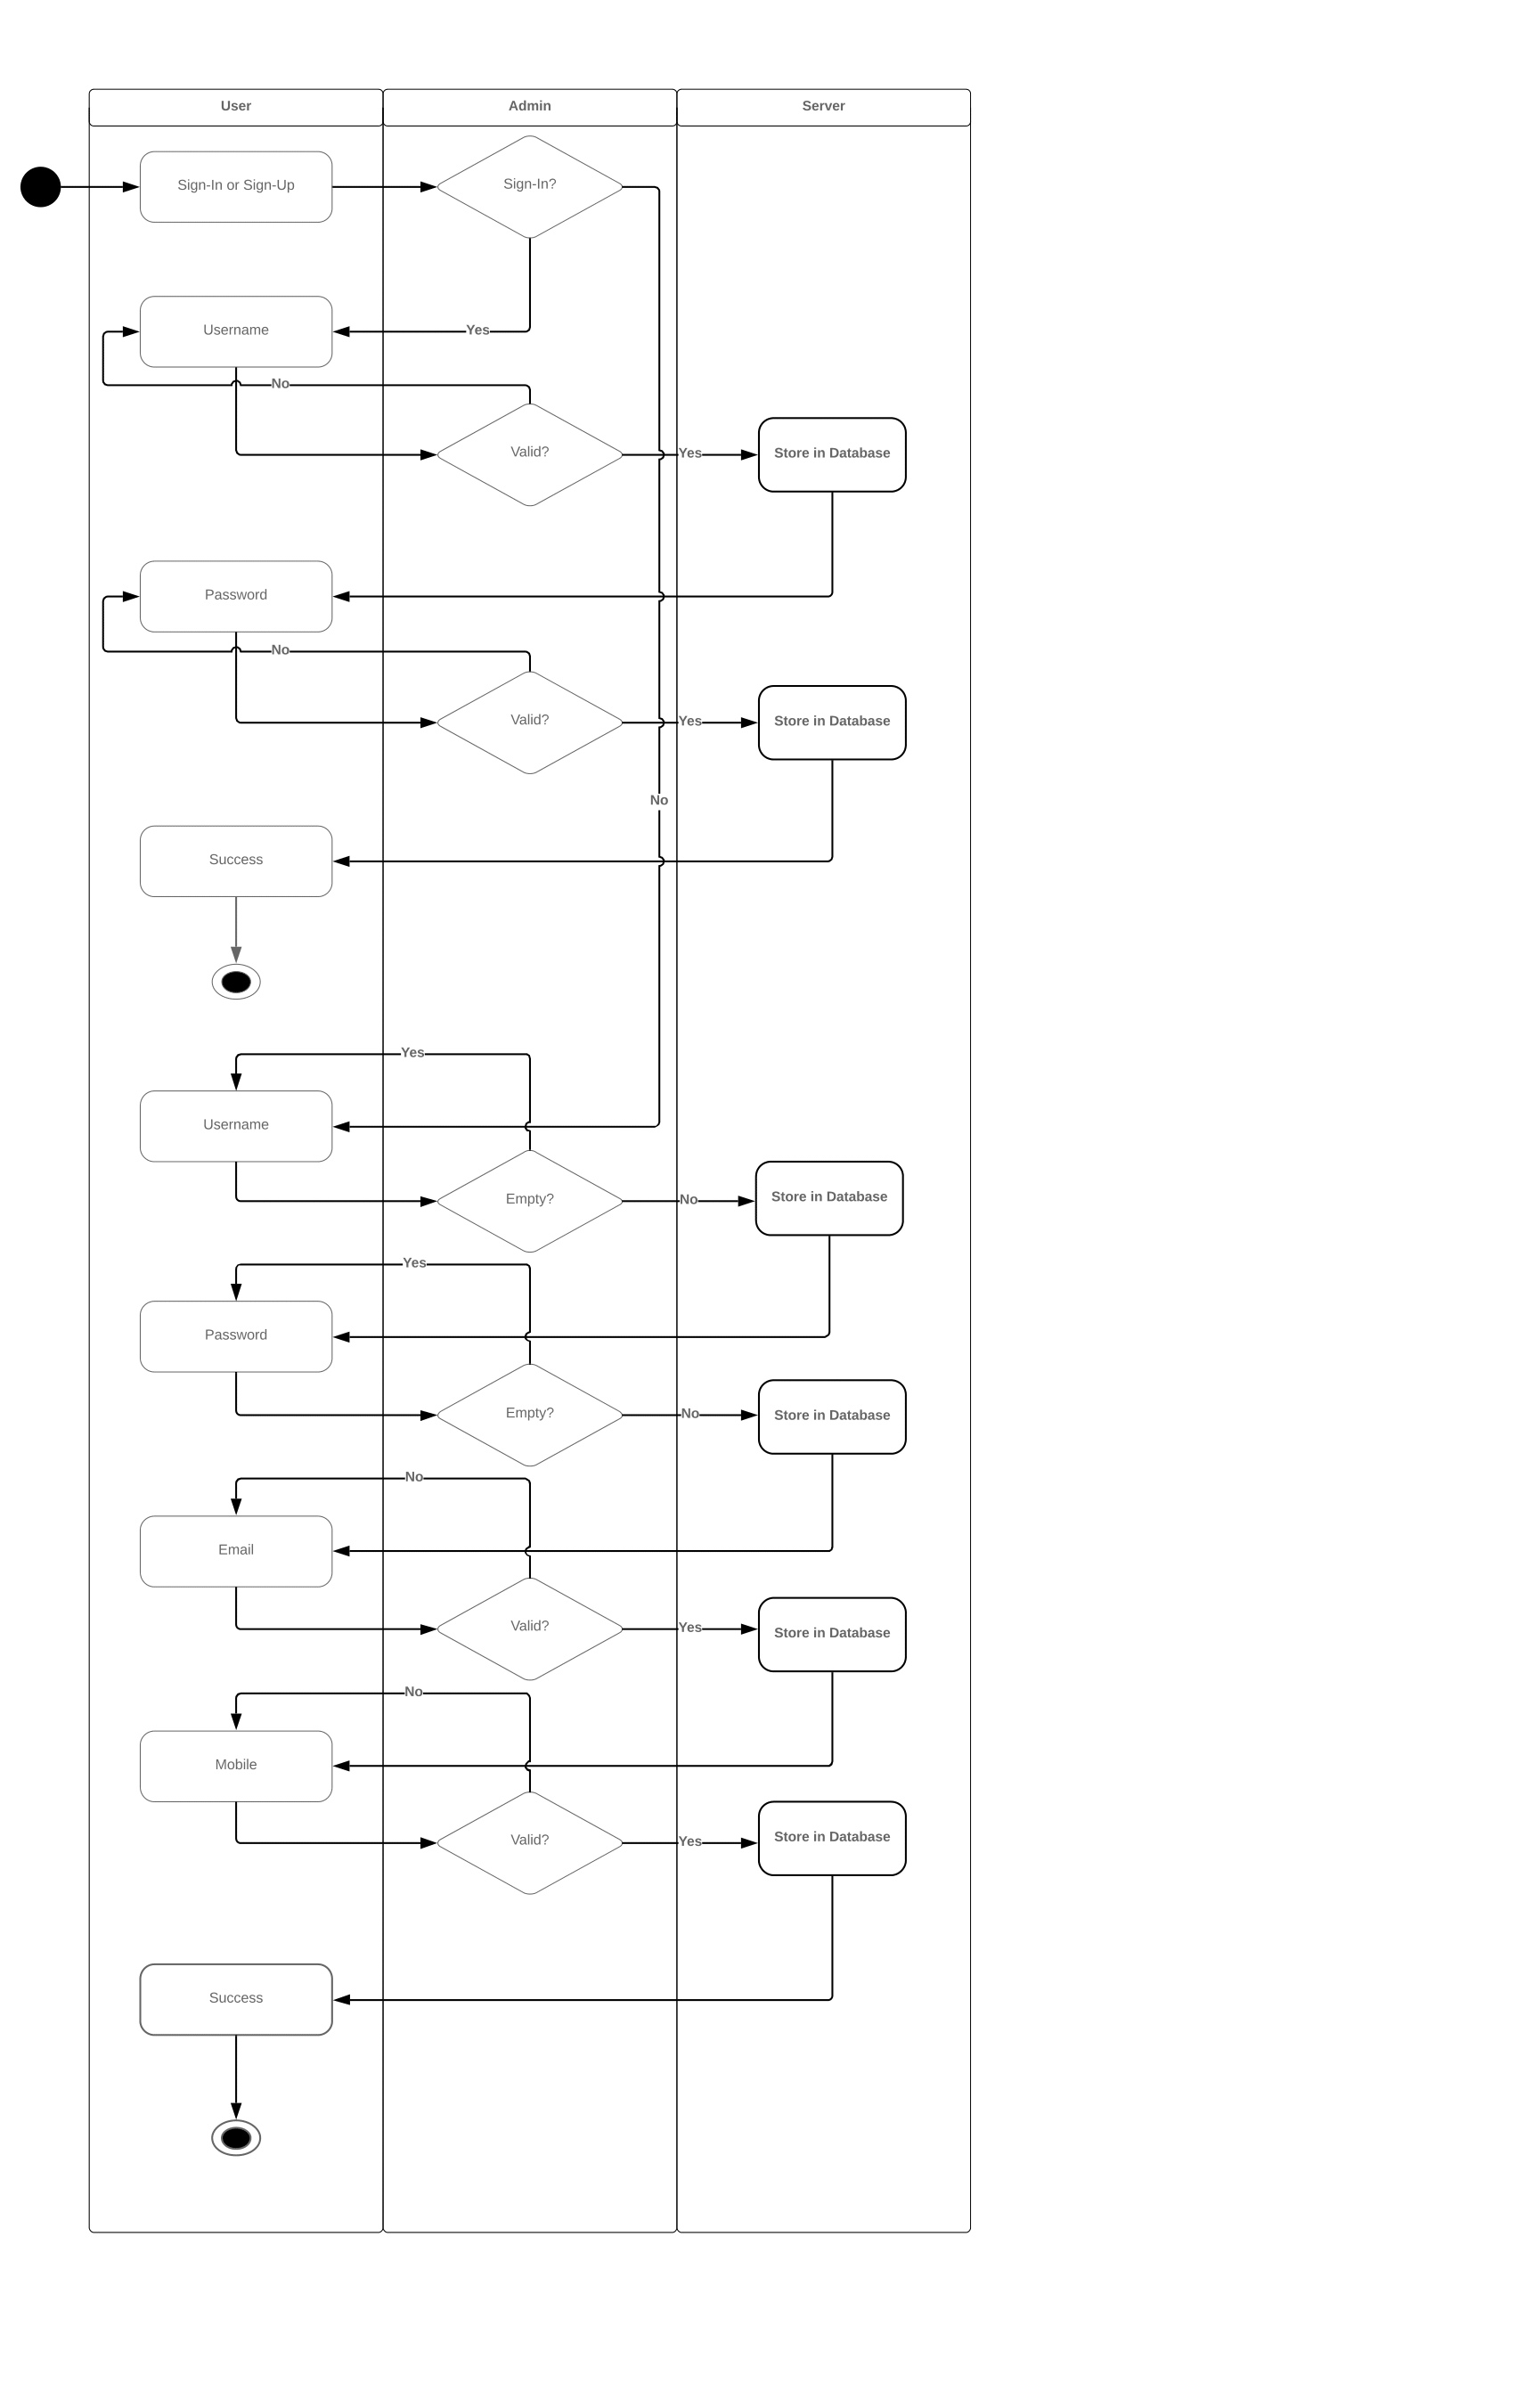 User
Admin
Server
Sign-In or Sign-Up
Sign-In?
Username
Yes
No
Valid?
Yes
Store in Database
Password
No
Valid?
Yes
Store in Database
No
Success
Yes
Username
Empty?
No
Store in Database
Yes
Password
Empty?
No
Store in Database
No
Email
Valid?
Yes
Store in Database
No
Mobile
Valid?
Yes
Store in Database
Success